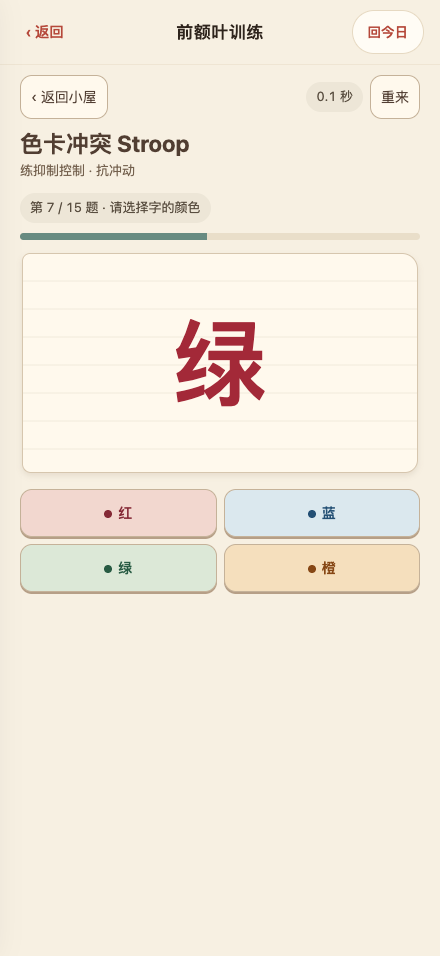 ‹ 返回 前额叶训练 回今日
‹ 返回小屋 0.1 秒 重来
色卡冲突 Stroop
练抑制控制 · 抗冲动
第 7 / 15 题 · 请选择字的颜色
绿
红 蓝
绿 橙